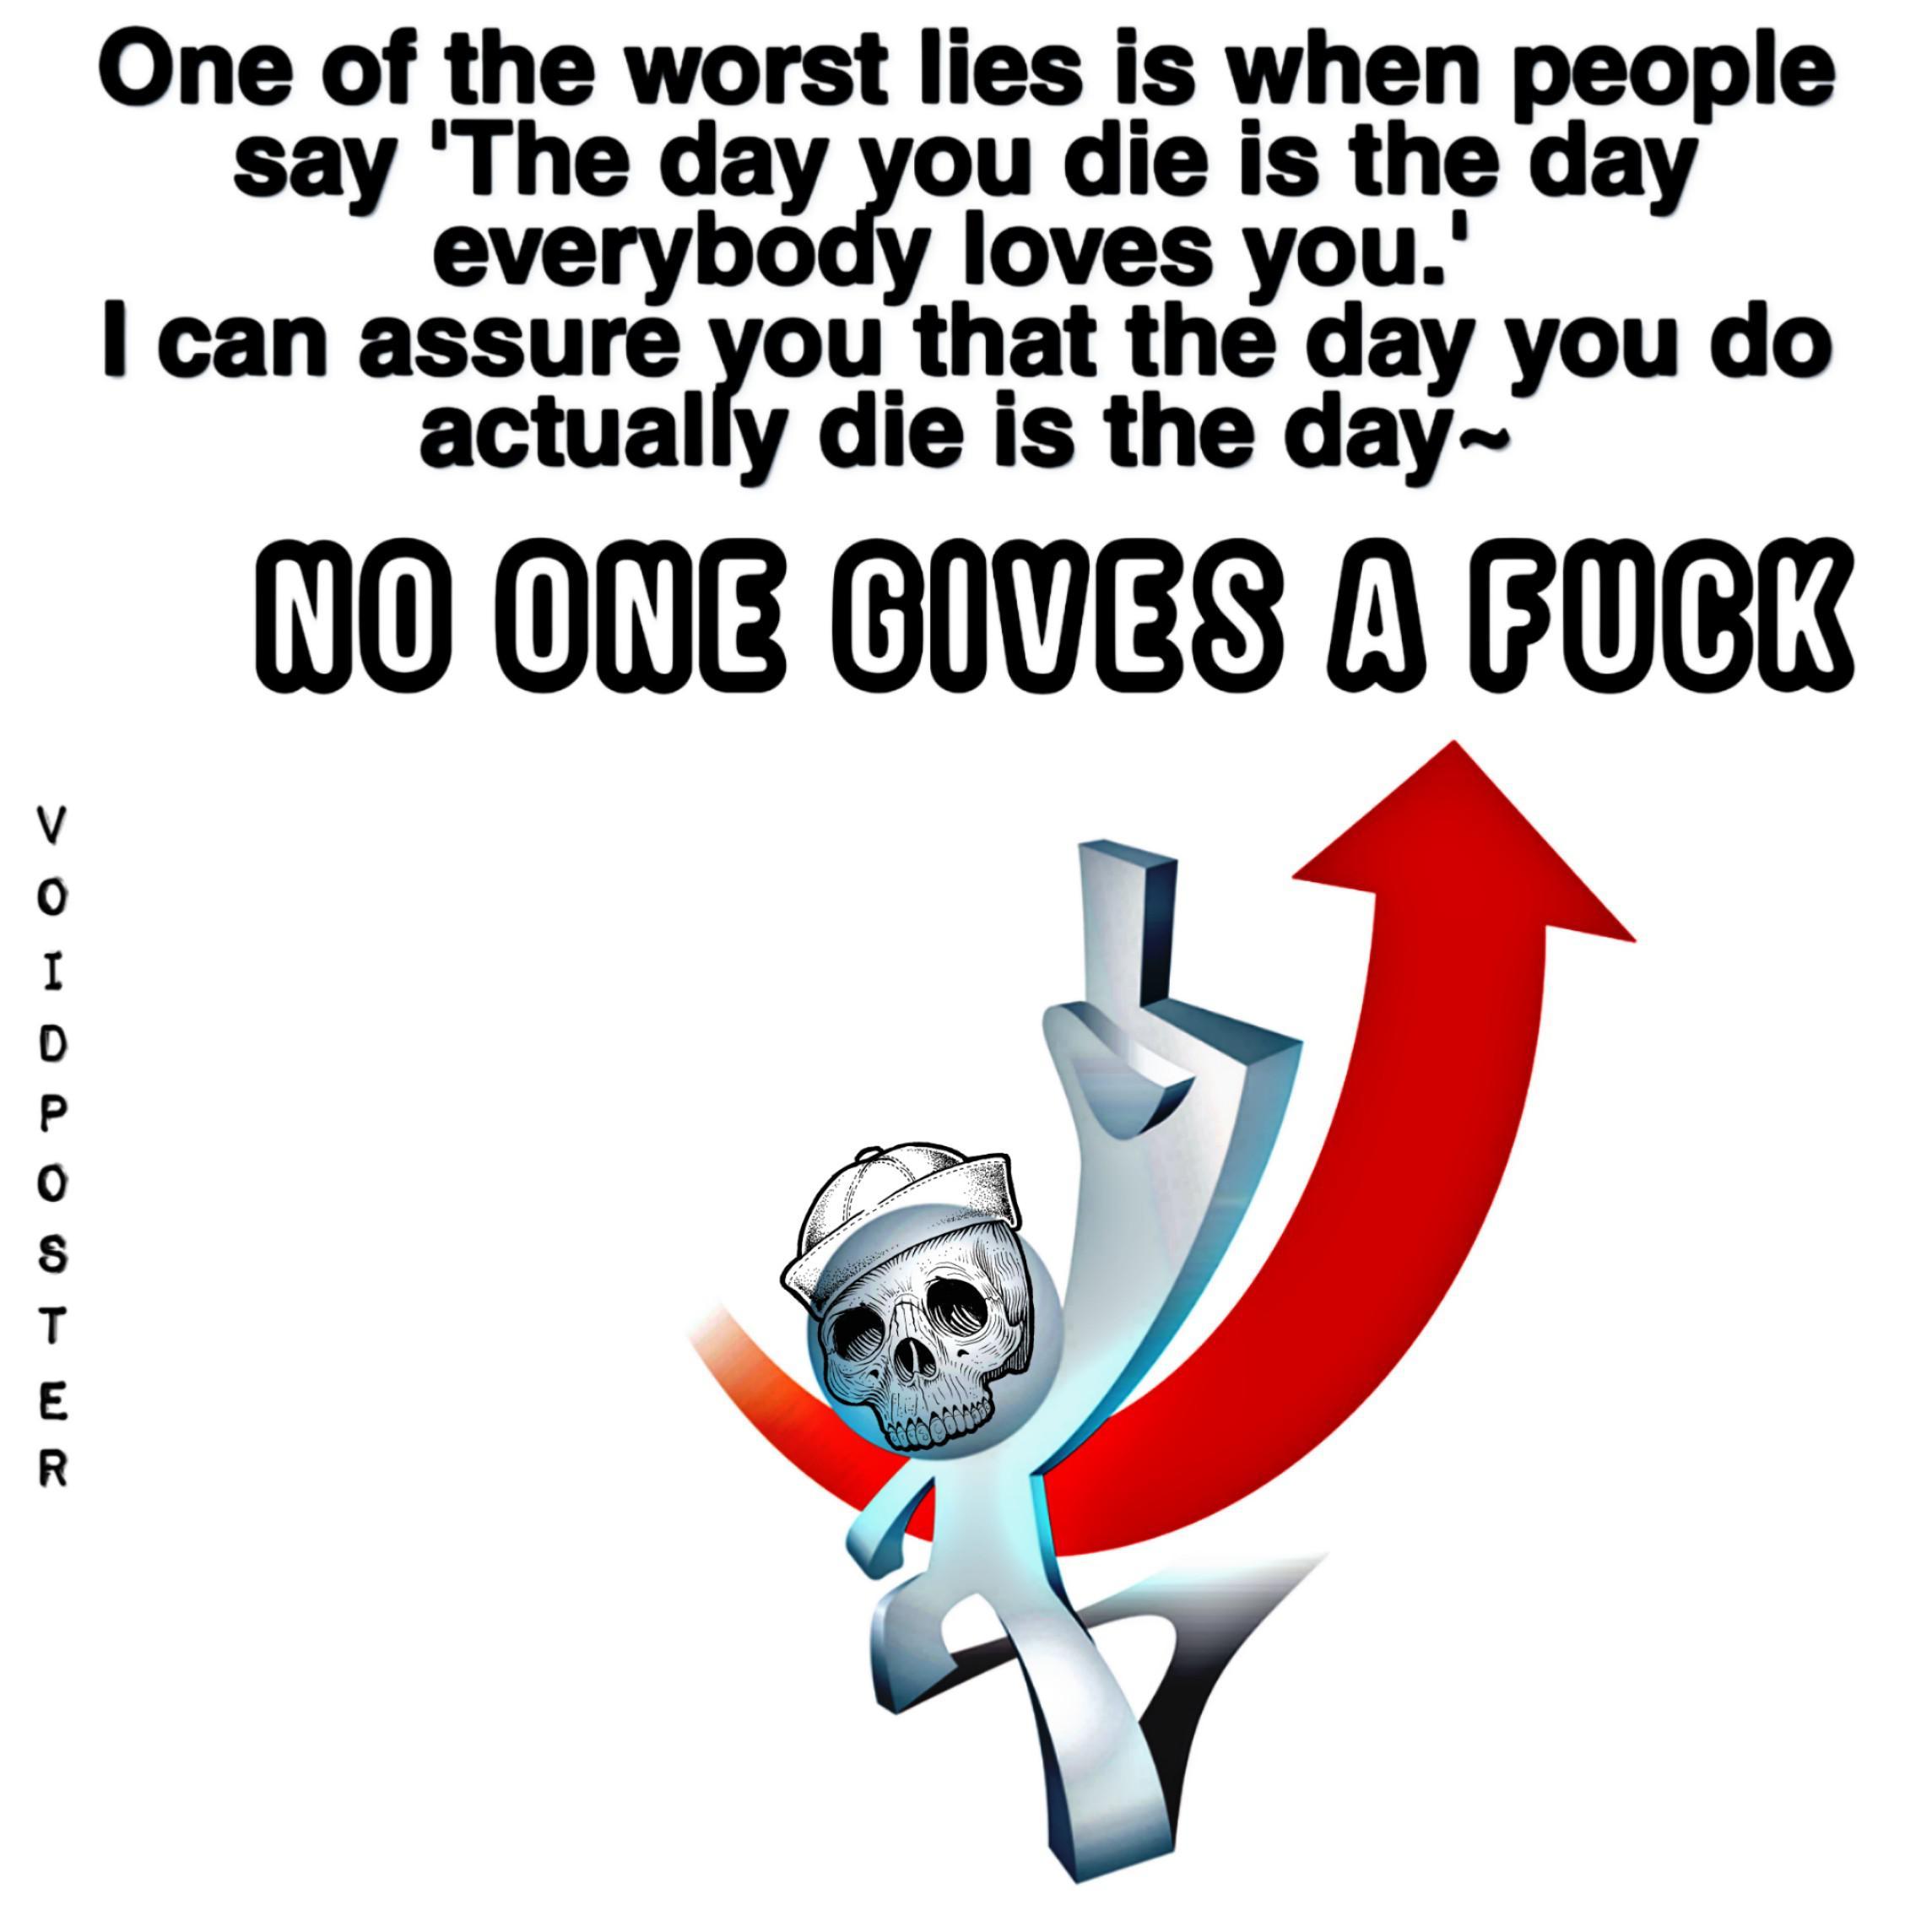 One of the worst lies is when people
say 'The day you die is the day
everybody loves you.'
I can assure you that the day you do
actually die is the day~
NO ONE GIVES A FUCK
VOIDPOSTER